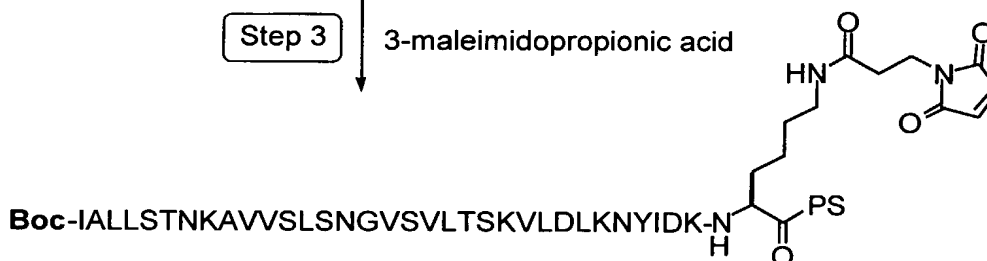 Step 3
3-maleimidopropionic acid
O
HN
N
O
O
Boc-IALLSTNKAVVSLSNGVSVLTSKVLDLKNYIDK-N
H
PS
O